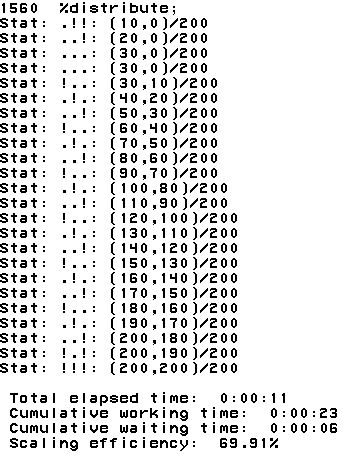 1560  %distribute;
Stat: .!!: (10,0)/200
Stat: ..!: (20,0)/200
Stat: ...: (30,0)/200
Stat: ...: (30,0)/200
Stat: !..: (30,10)/200
Stat: .!.: (40,20)/200
Stat: ..!: (50,30)/200
Stat: !..: (60,40)/200
Stat: .!.: (70,50)/200
Stat: ..!: (80,60)/200
Stat: !..: (90,70)/200
Stat: .!.: (100,80)/200
Stat: ..!: (110,90)/200
Stat: !..: (120,100)/200
Stat: .!.: (130,110)/200
Stat: ..!: (140,120)/200
Stat: !..: (150,130)/200
Stat: .!.: (160,140)/200
Stat: ..!: (170,150)/200
Stat: !..: (180,160)/200
Stat: .!.: (190,170)/200
Stat: ..!: (200,180)/200
Stat: .!!: (200,190)/200
Stat: !!!: (200,200)/200
Total elapsed time:  0:00:11
Cumulative working time:  0:00:23
Cumulative waiting time:  0:00:06
Scaling efficiency:  69.91%